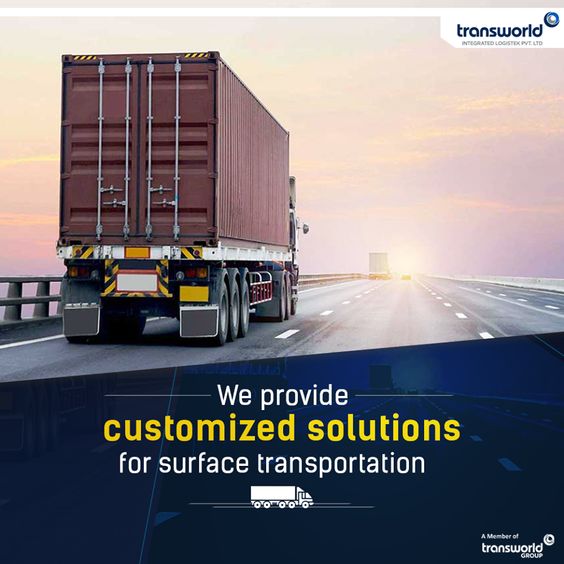 transworld
INTEGRATED LOGISTEK PVT. LTD
We provide
customized solutions
for surface transportation
A Member of
transworld
GROUP